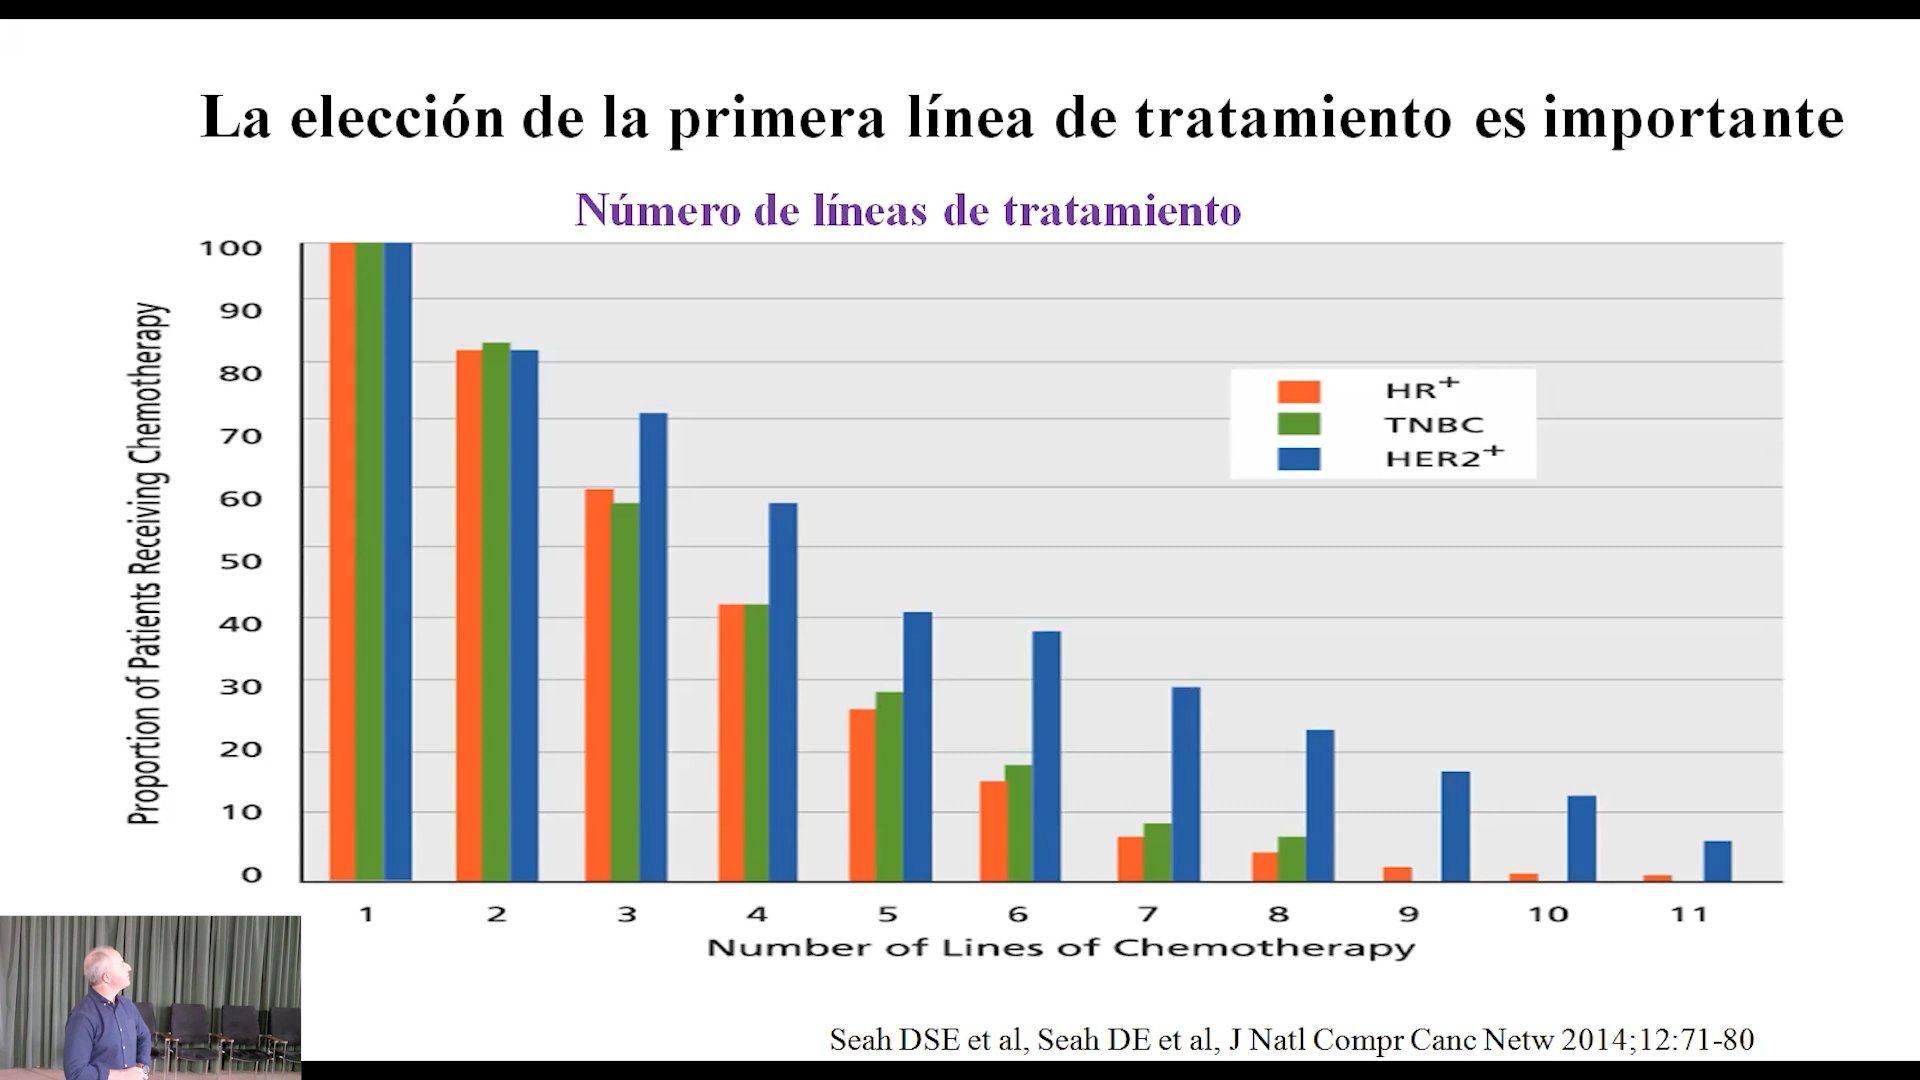 La elección de la primera línea de tratamiento es importante
Número de líneas de tratamiento
Proportion of Patients Receiving Chemotherapy
100
90
80
70
60
50
40
30
20
10
0
HR+
TNBC
HER2+
1 2 3 4 5 6 7 8 9 10 11
Number of Lines of Chemotherapy
Seah DSE et al, Seah DE et al, J Natl Compr Canc Netw 2014;12:71-80